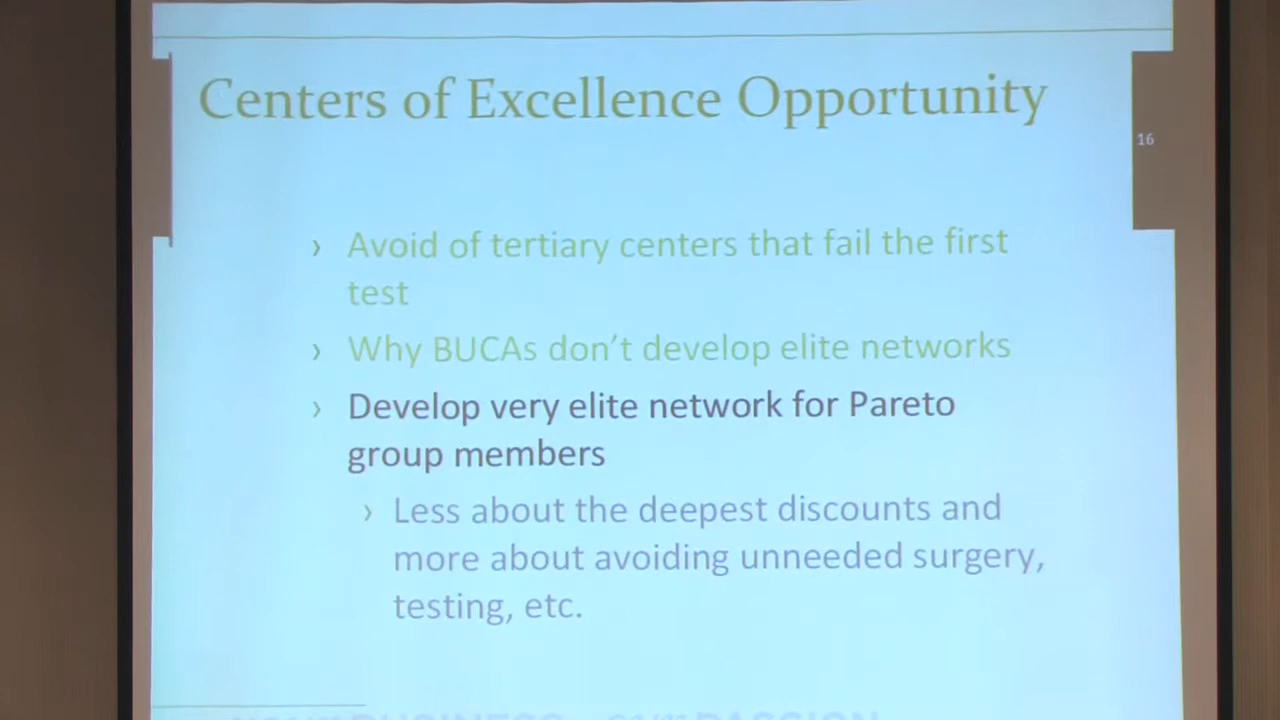 Centers of Excellence Opportunity
16
› Avoid of tertiary centers that fail the first
test
› Why BUCAs don't develop elite networks
› Develop very elite network for Pareto
group members
› Less about the deepest discounts and
more about avoiding unneeded surgery,
testing, etc.